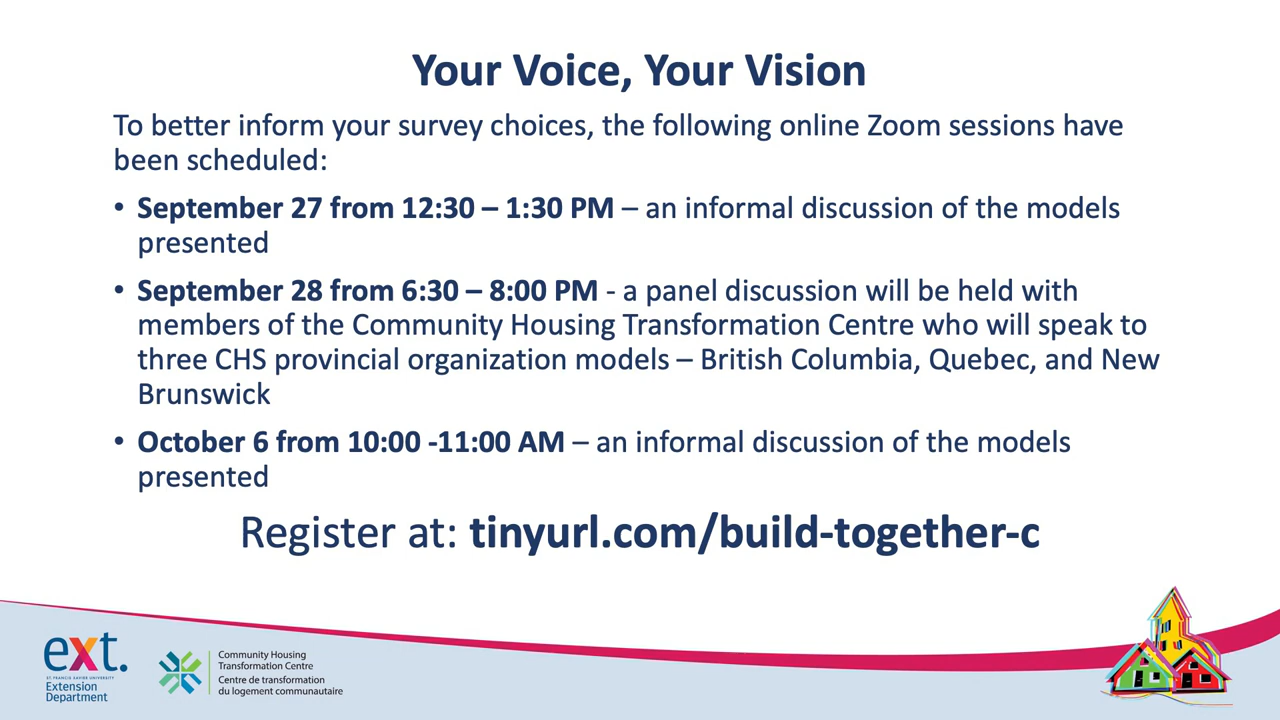 Your Voice, Your Vision
To better inform your survey choices, the following online Zoom sessions have
been scheduled:
• September 27 from 12:30 – 1:30 PM – an informal discussion of the models
presented
• September 28 from 6:30 – 8:00 PM - a panel discussion will be held with
members of the Community Housing Transformation Centre who will speak to
three CHS provincial organization models – British Columbia, Quebec, and New
Brunswick
• October 6 from 10:00 -11:00 AM – an informal discussion of the models
presented
Register at: tinyurl.com/build-together-c
ext.
ST. FRANCIS XAVIER UNIVERSITY
Extension
Department
Community Housing
Transformation Centre
Centre de transformation
du logement communautaire